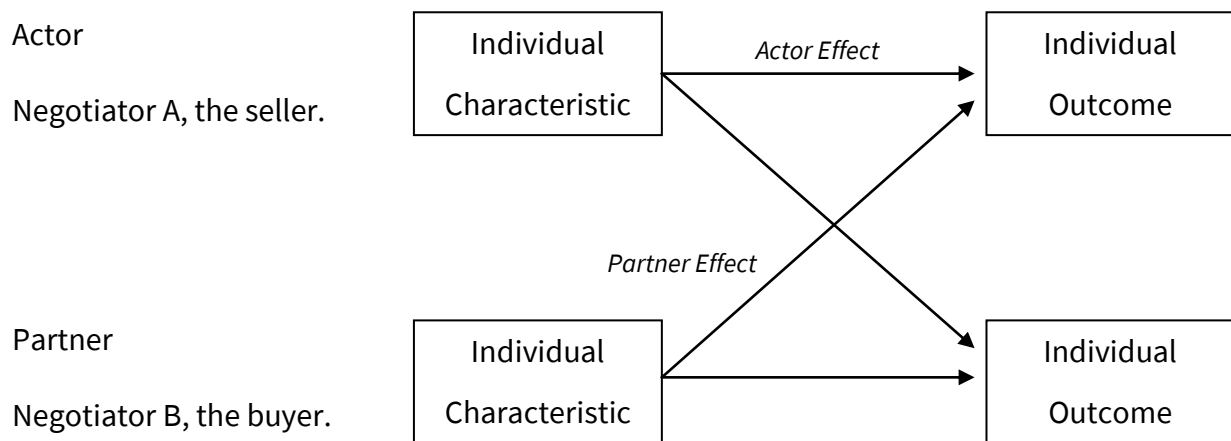 Actor
Negotiator A, the seller.
Individual
Characteristic
Actor Effect
Individual
Outcome
Partner Effect
Partner
Negotiator B, the buyer.
Individual
Characteristic
Individual
Outcome